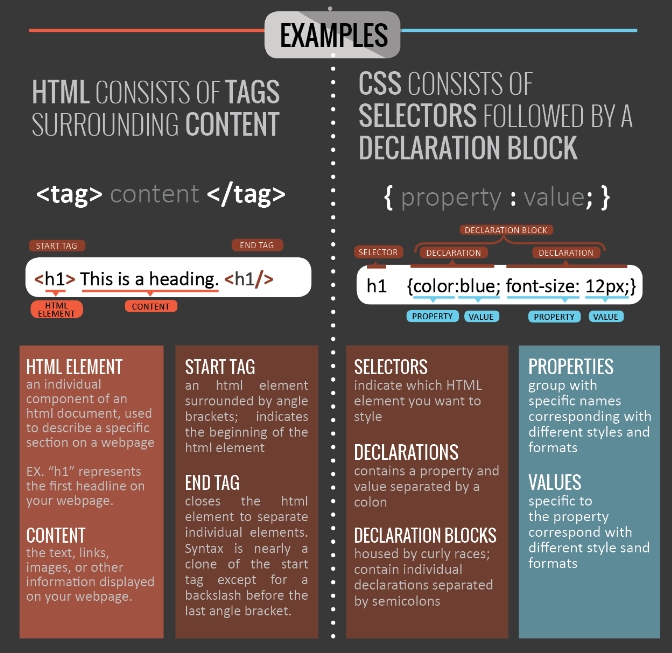 EXAMPLES
HTML CONSISTS OF TAGS
SURROUNDING CONTENT
<tag> content </tag>
START TAG
END TAG
<h1> This is a heading. <h1/>
HTML
ELEMENT
CONTENT
HTML ELEMENT
an individual
component of an
html document, used
to describe a specific
section on a webpage
EX. “h1” represents
the first headline on
your webpage.
CONTENT
the text, links,
images, or other
information displayed
on your webpage.
START TAG
an html element
surrounded by angle
brackets; indicates
the beginning of the
html element
END TAG
closes the html
element to separate
individual elements.
Syntax is nearly a
clone of the start
tag except for a
backslash before the
last angle bracket.
CSS CONSISTS OF
SELECTORS FOLLOWED BY A
DECLARATION BLOCK
{ property : value; }
DECLARATION BLOCK
SELECTOR
DECLARATION
DECLARATION
h1 {color:blue; font-size: 12px;}
PROPERTY
VALUE
PROPERTY
VALUE
SELECTORS
indicate which HTML
element you want to
style
DECLARATIONS
contains a property and
value separated by a
colon
DECLARATION BLOCKS
housed by curly races;
contain individual
declarations separated
by semicolons
PROPERTIES
group with
specific names
corresponding with
different styles and
formats
VALUES
specific to
the property
correspond with
different style sand
formats